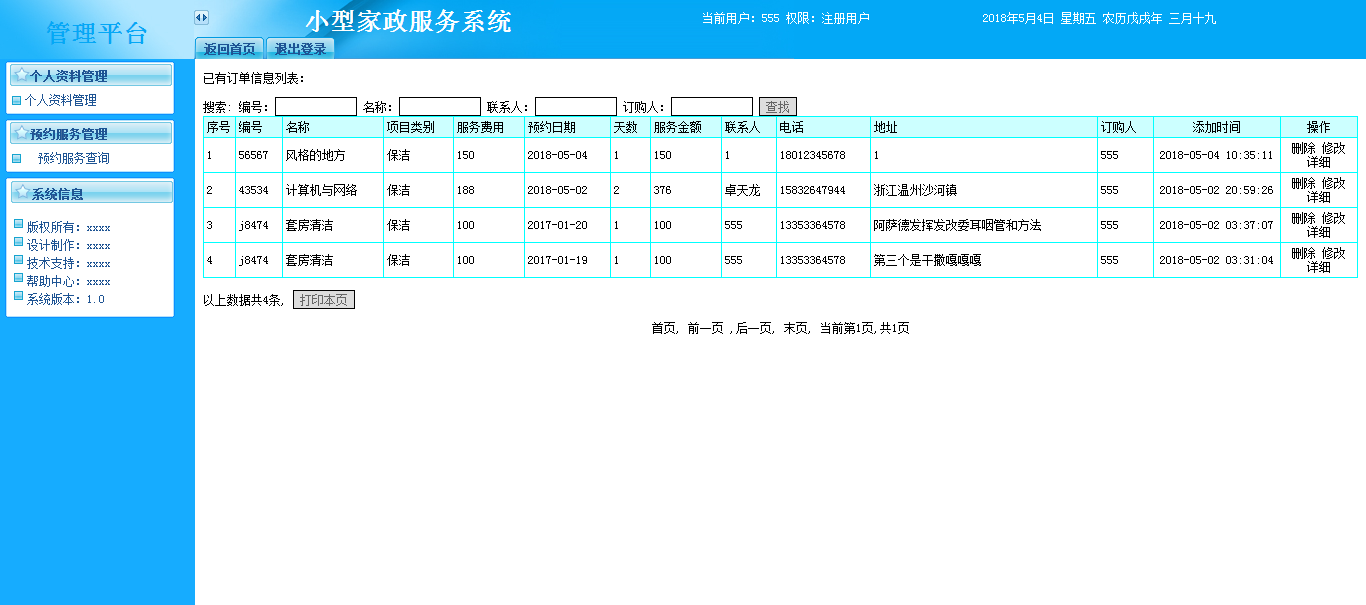 管理平台
小型家政服务系统
当前用户: 555 权限: 注册用户
2018年5月4日 星期五 农历戊戌年 三月十九
返回首页 退出登录
个人资料管理
个人资料管理
预约服务管理
预约服务查询
系统信息
版权所有: xxxx
设计制作: xxxx
技术支持: xxxx
帮助中心: xxxx
系统版本: 1.0
已有订单信息列表:
搜索: 编号: 名称: 联系人: 订购人: 查找
序号 编号 名称 项目类别 服务费用 预约日期 天数 服务金额 联系人 电话 地址 订购人 添加时间 操作
1 56567 风格的地方 保洁 150 2018-05-04 1 150 1 18012345678 1 555 2018-05-04 10:35:11 删除 修改 详细
2 43534 计算机与网络 保洁 188 2018-05-02 2 376 卓天龙 15832647944 浙江温州沙河镇 555 2018-05-02 20:59:26 删除 修改 详细
3 j8474 套房清洁 保洁 100 2017-01-20 1 100 555 13353364578 阿萨德发挥发改委耳咽管和方法 555 2018-05-02 03:37:07 删除 修改 详细
4 j8474 套房清洁 保洁 100 2017-01-19 1 100 555 13353364578 第三个是干撒嘎嘎嘎 555 2018-05-02 03:31:04 删除 修改 详细
以上数据共4条, 打印本页
首页, 前一页 ,后一页, 末页, 当前第1页,共1页